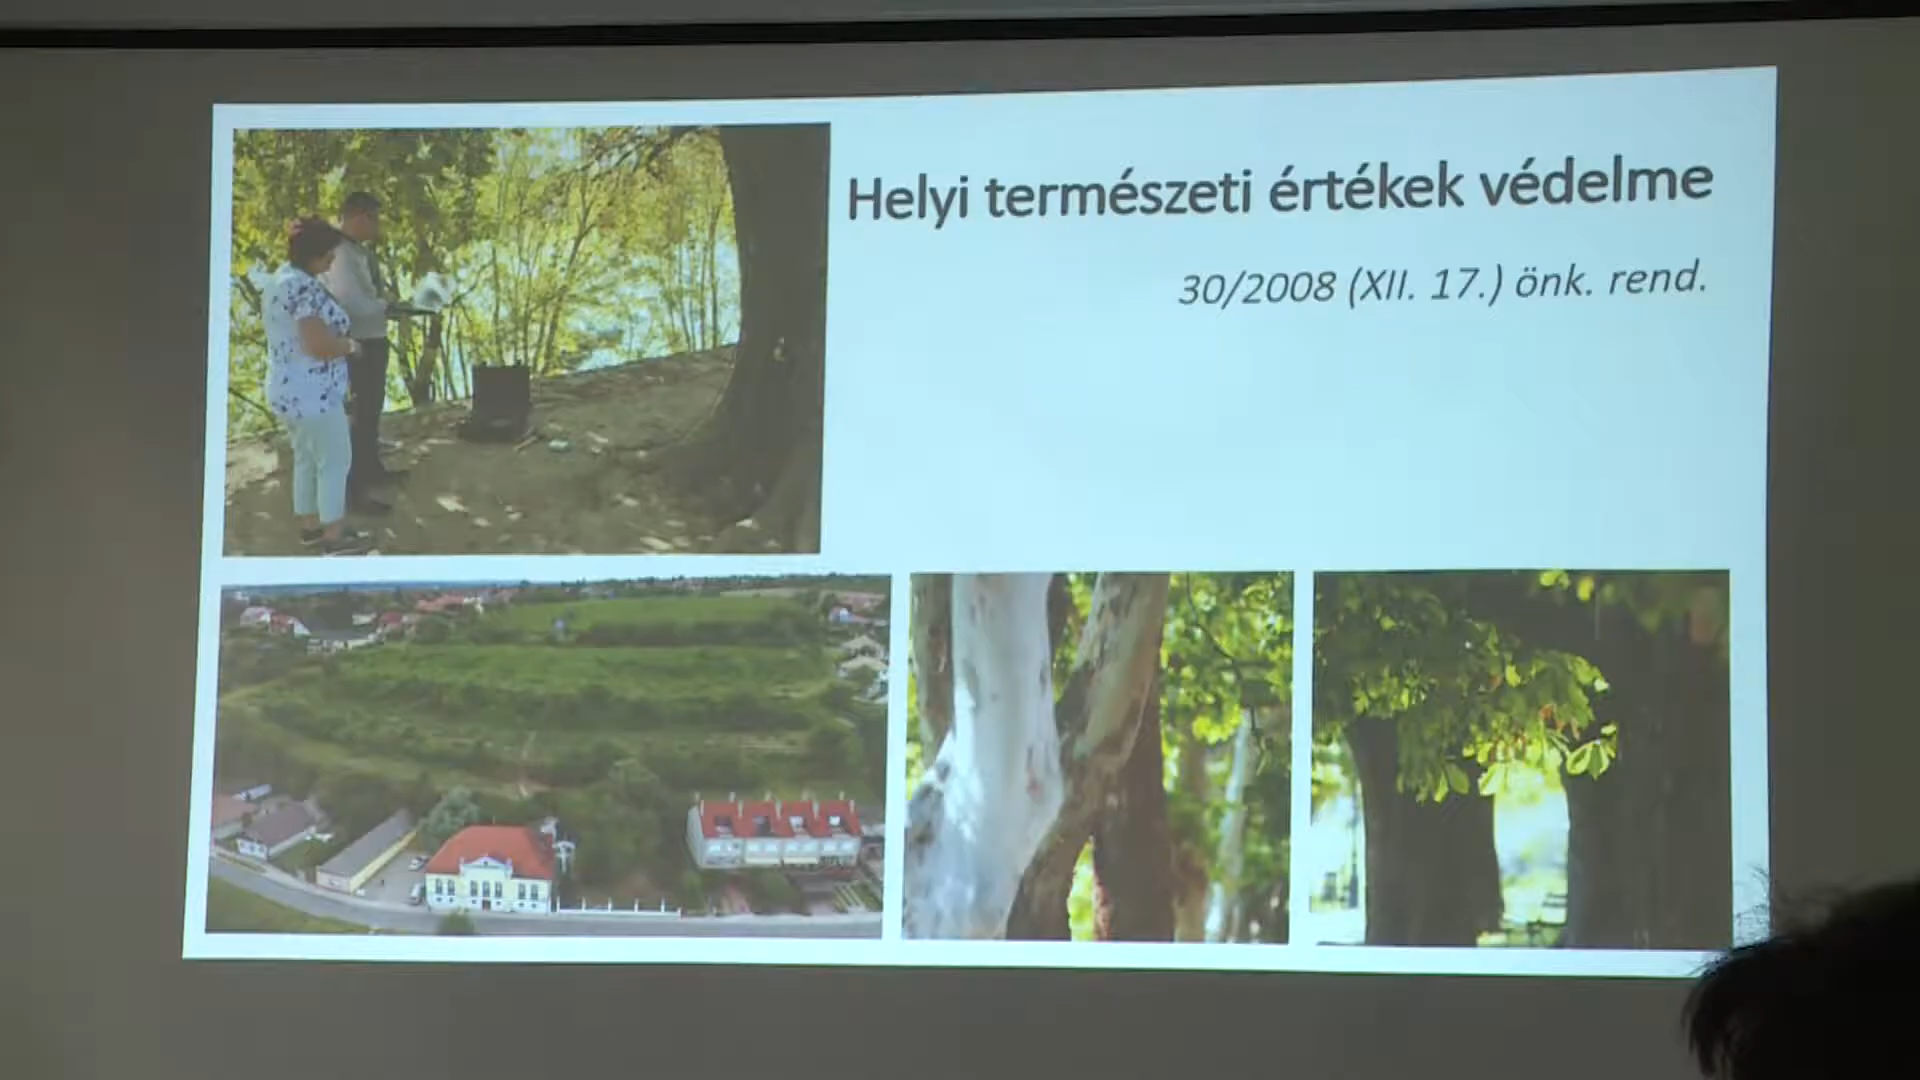 Helyi természeti értékek védelme
30/2008 (XII. 17.) önk. rend.